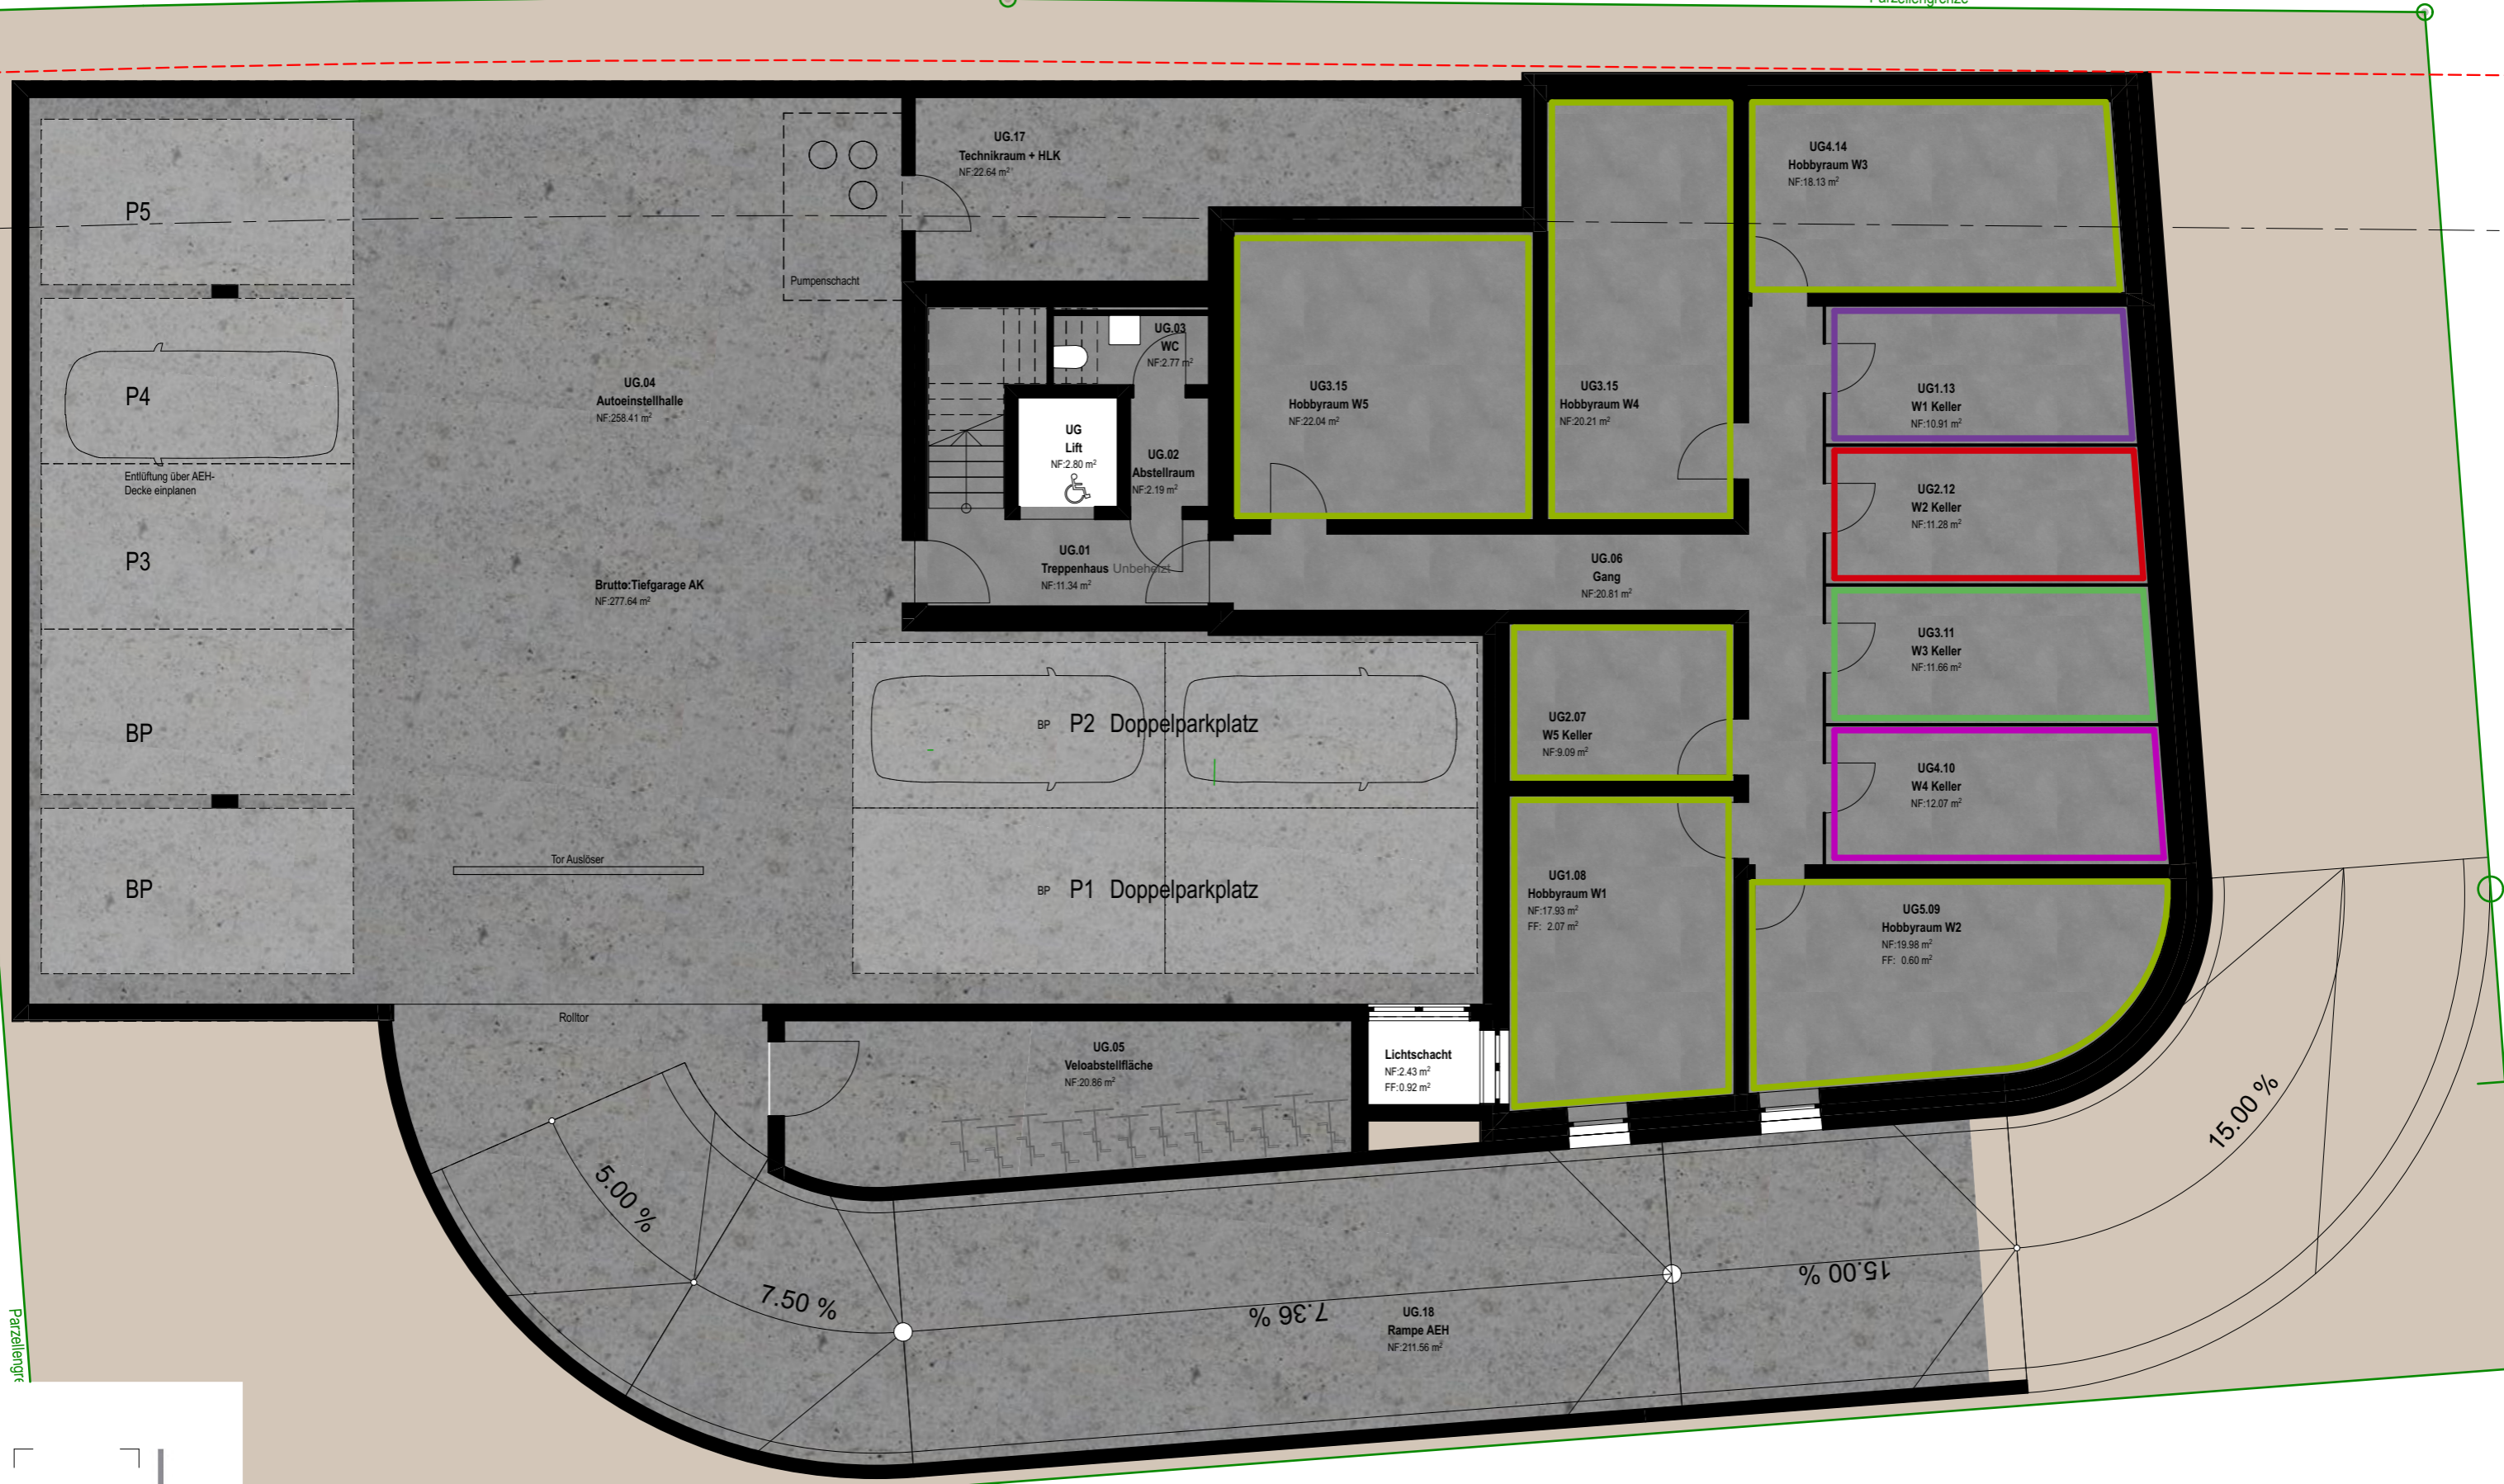 Parzellengrenze
UG.17
Technikraum + HLK
NF:22.64 m²
UG4.14
Hobbyraum W3
NF:18.13 m²
P5
Pumpenschacht
UG.03
WC
NF:2.77 m²
UG.04
Autoeinstellhalle
NF:258.41 m²
P4
UG3.15
Hobbyraum W5
NF:22.04 m²
UG3.15
Hobbyraum W4
NF:20.21 m²
UG1.13
W1 Keller
NF:10.91 m²
UG
Lift
NF:2.80 m²
UG.02
Abstellraum
NF:2.19 m²
Entlüftung über AEH-
Decke einplanen
UG2.12
W2 Keller
NF:11.28 m²
P3
UG.01
Treppenhaus Unbeheizt
NF:11.34 m²
UG.06
Gang
NF:20.81 m²
Brutto:Tiefgarage AK
NF:277.64 m²
UG3.11
W3 Keller
NF:11.66 m²
BP
BP P2 Doppelparkplatz
UG2.07
W5 Keller
NF:9.09 m²
UG4.10
W4 Keller
NF:12.07 m²
Tor Auslöser
BP
BP P1 Doppelparkplatz
UG1.08
Hobbyraum W1
NF:17.93 m²
FF: 2.07 m²
UG5.09
Hobbyraum W2
NF:19.98 m²
FF: 0.60 m²
Rolltor
UG.05
Veloabstellfläche
NF:20.86 m²
Lichtschacht
NF:2.43 m²
FF:0.92 m²
15.00 %
5.00 %
7.50 %
7.36 %
15.00 %
UG.18
Rampe AEH
NF:211.56 m²
Parzellengre